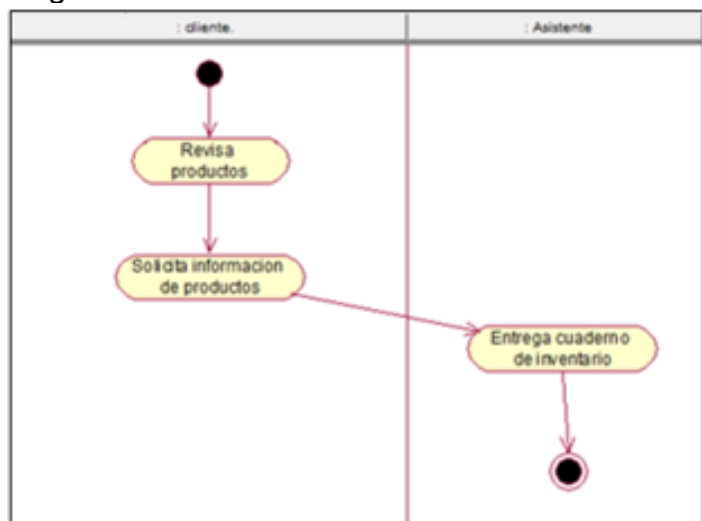 : cliente.
: Asistente
Revisa
productos
Solicita informacion
de productos
Entrega cuaderno
de inventario